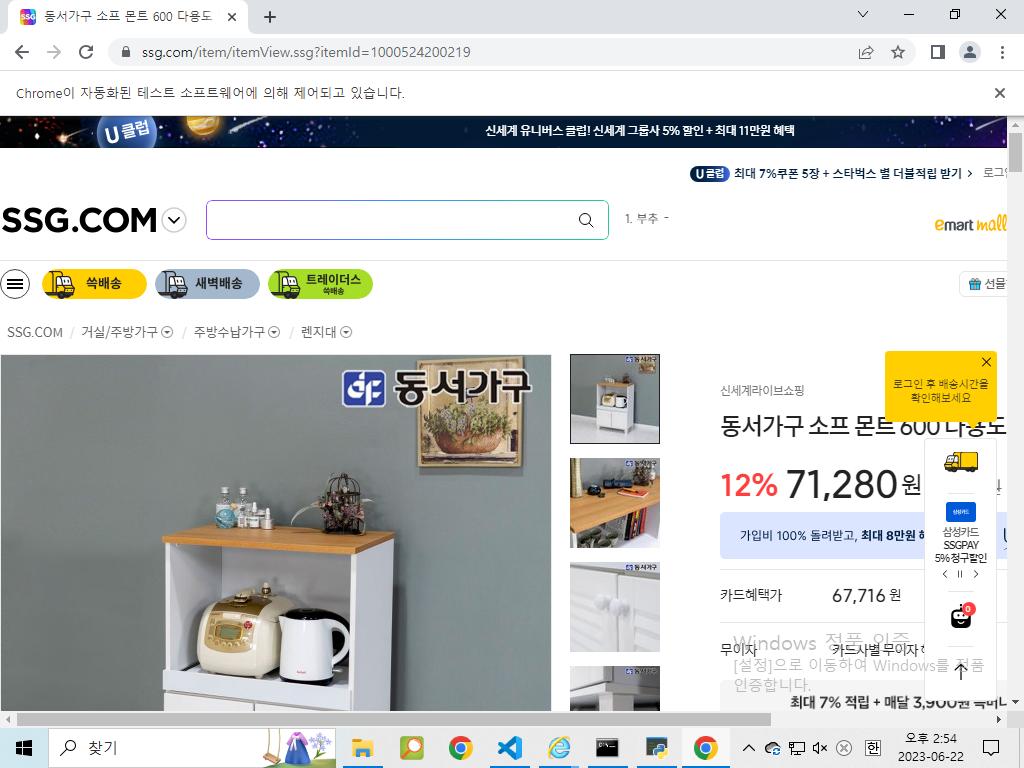 동서가구 소프 몬트 600 다용도
ssg.com/item/itemView.ssg?itemId=1000524200219
Chrome이 자동화된 테스트 소프트웨어에 의해 제어되고 있습니다.
U 클럽
신세계 유니버스 클럽! 신세계 그룹사 5% 할인 + 최대 11만원 혜택
U 클럽 최대 7%쿠폰 5장 + 스타벅스 별 더블적립 받기 > 로그인
SSG.COM
1. 부추 -
emart mall
쓱배송
새벽배송
트레이더스
쓱배송
선물
SSG.COM / 거실/주방가구 / 주방수납가구 / 렌지대
동서가구
로그인 후 배송시간을
확인해보세요
신세계라이브쇼핑
동서가구 소프 몬트 600 다용도
12% 71,280원
가입비 100% 돌려받고, 최대 8만원
삼성카드
삼성카드
SSGPAY
5% 청구할인
카드혜택가 67,716 원
0
무이자 카드사별 무이자
Windows 정품 인증
[설정]으로 이동하여 Windows를 정품
인증합니다.
최대 7% 적립 + 매달 3,900원
찾기
오후 2:54
2023-06-22
한